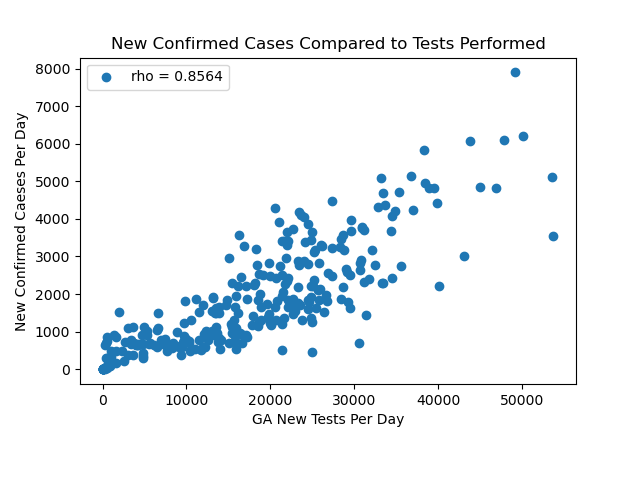 New Confirmed Cases Compared to Tests Performed
rho = 0.8564
8000
7000
6000
5000
4000
3000
2000
1000
0
New Confirmed Caeses Per Day
0 10000 20000 30000 40000 50000
GA New Tests Per Day